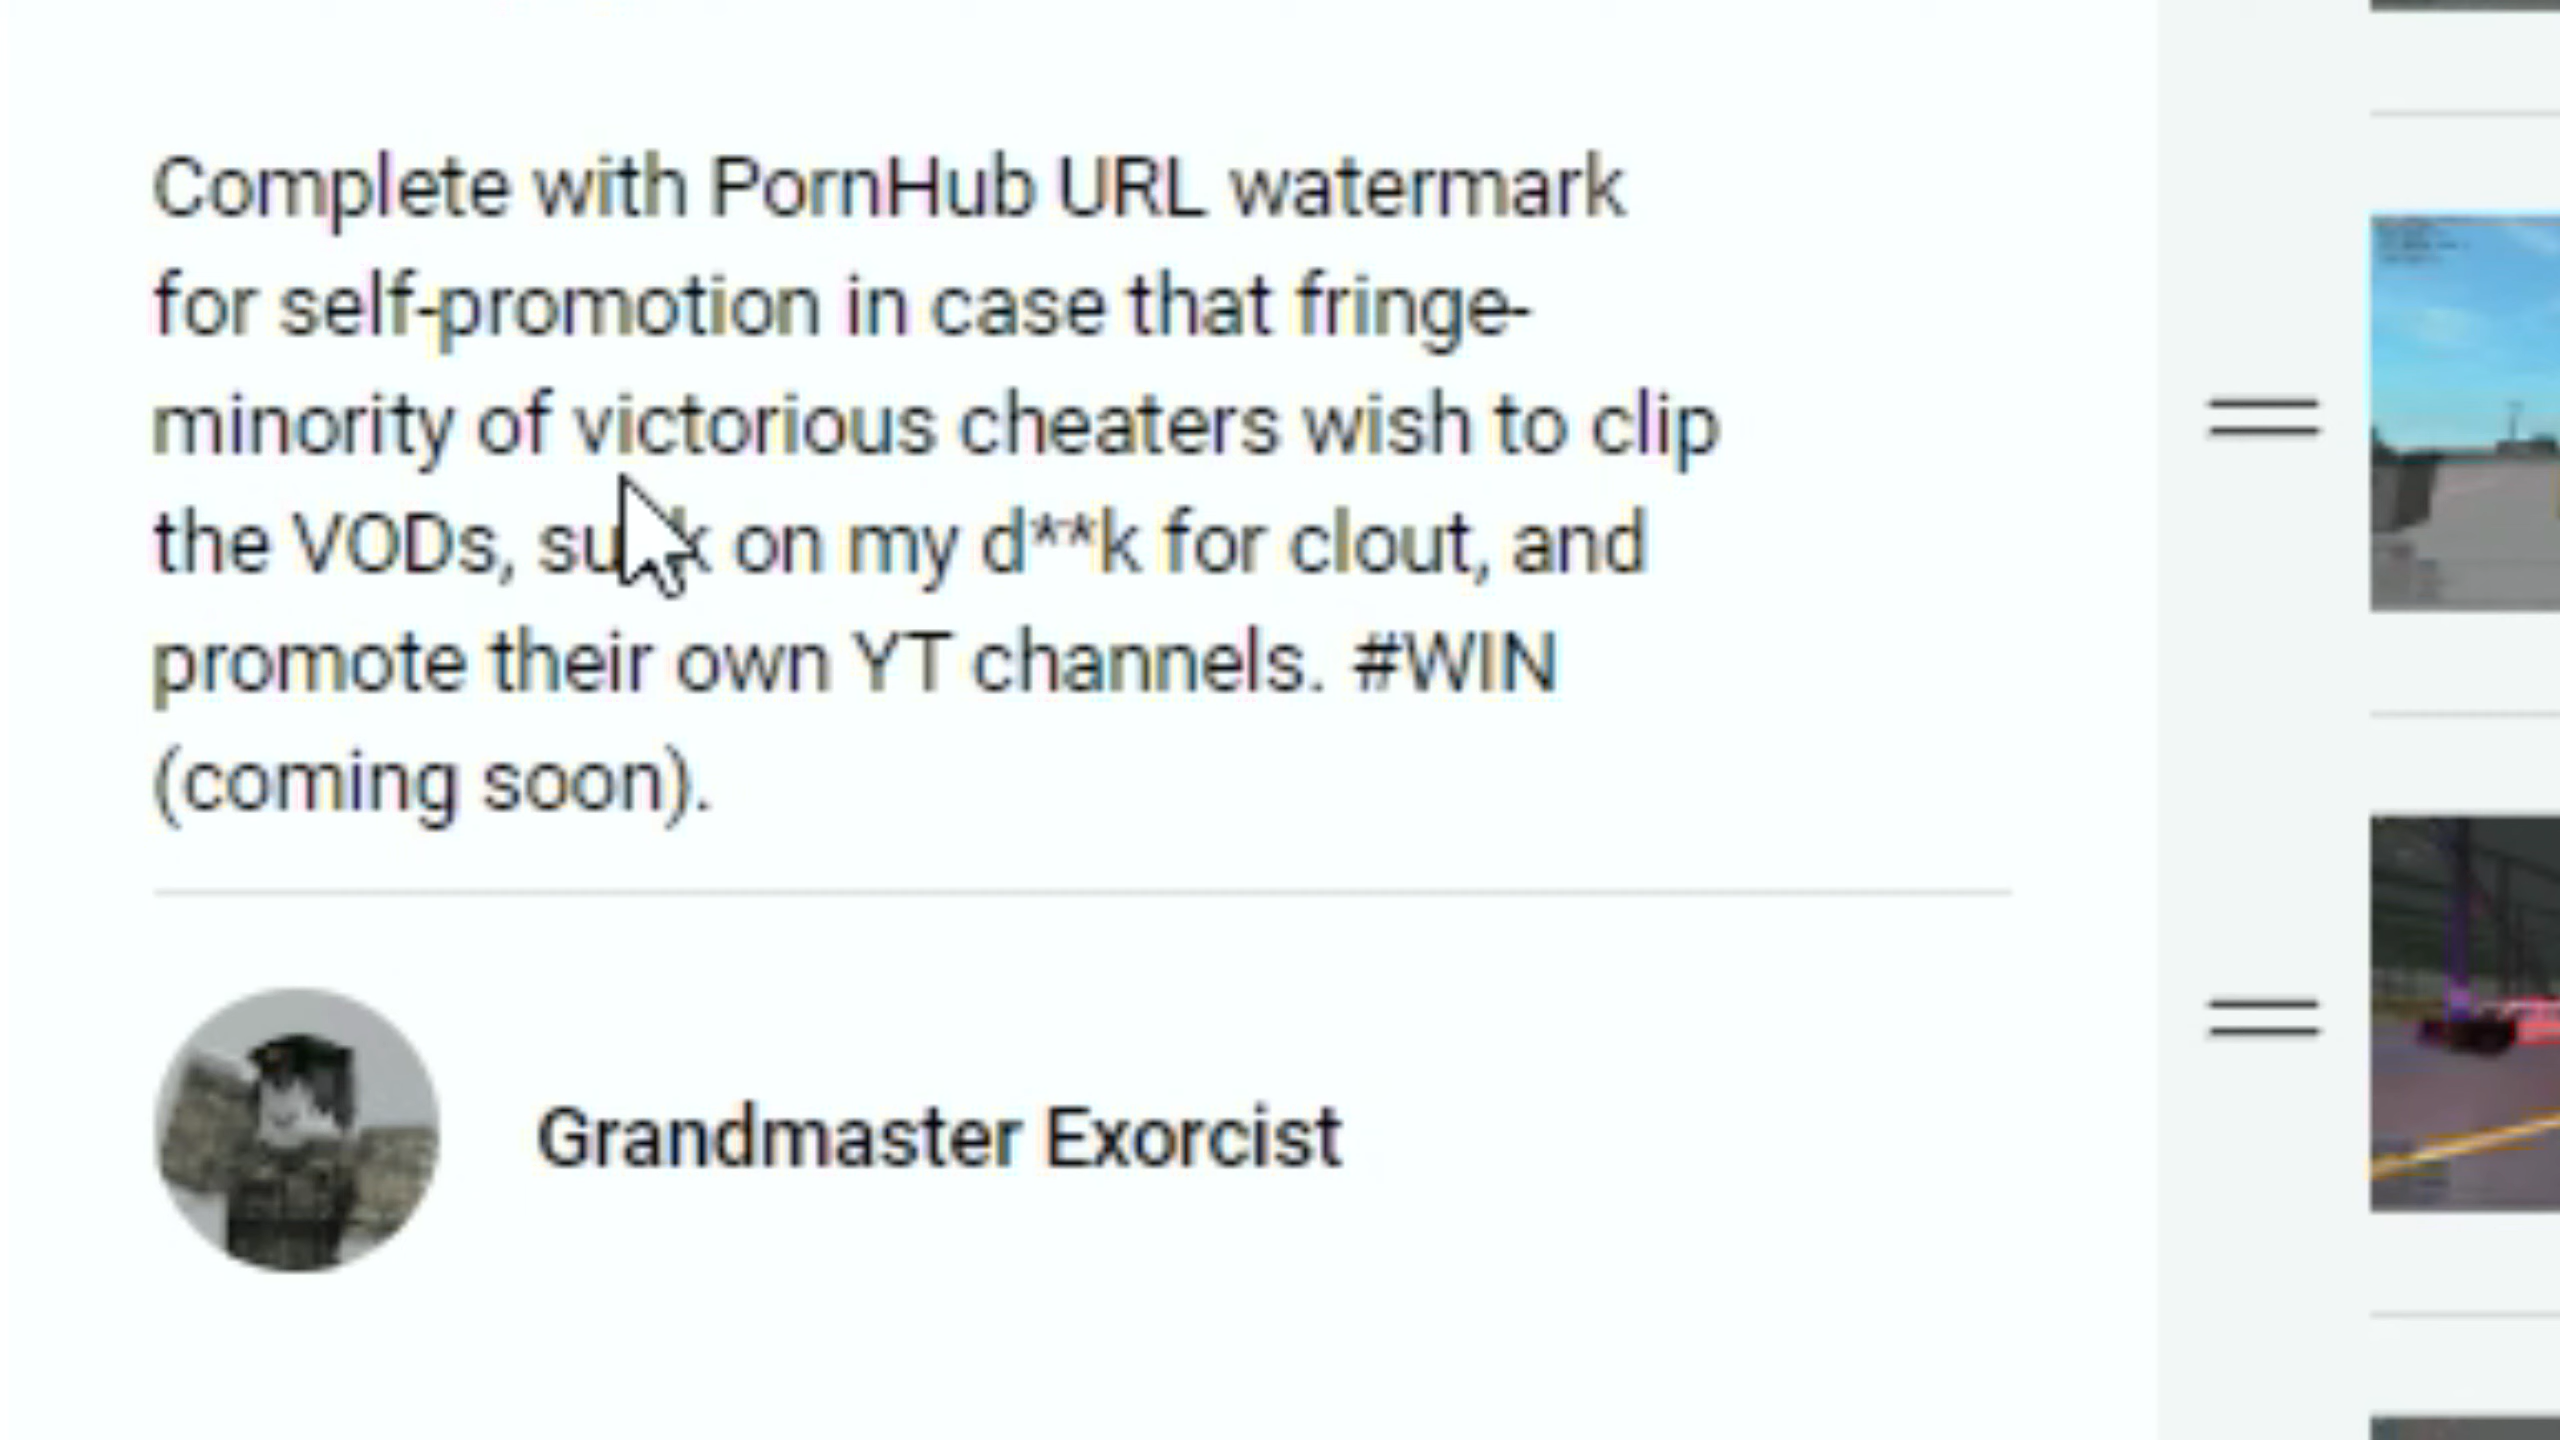 Complete with PornHub URL watermark
for self-promotion in case that fringe-
minority of victorious cheaters wish to clip
the VODs, on my d**k for clout, and
promote their own YT channels. #WIN
(coming soon).
Grandmaster Exorcist